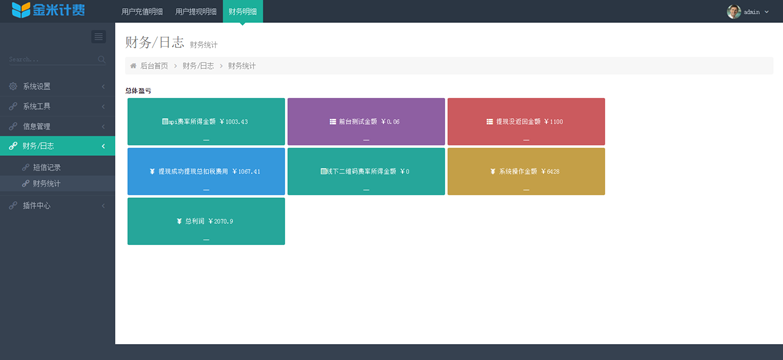 金米计费
用户充值明细
用户提现明细
财务明细
admin
Search...
系统设置
系统工具
信息管理
财务/日志
短信记录
财务统计
插件中心
财务/日志 财务统计
后台首页 > 财务/日志 > 财务统计
总体盈亏
api费率所得金额 ￥1003.43
前台测试金额 ￥0.06
提现没返回金额 ￥1100
提现成功提现总扣税费用 ￥1067.41
线下二维码费率所得金额 ￥0
系统操作金额 ￥6428
总利润 ￥2070.9